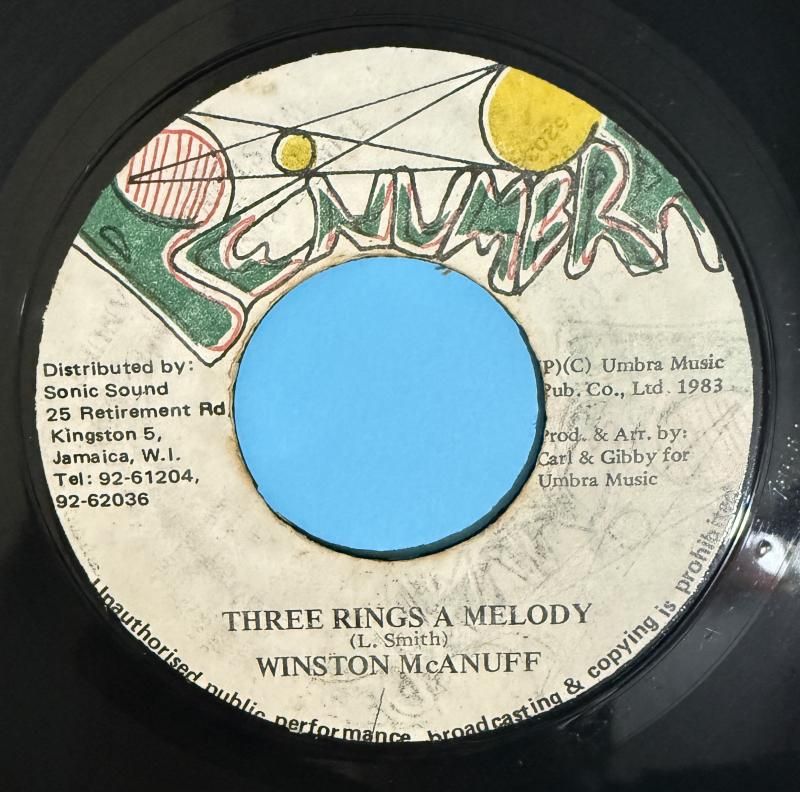 PENUMBRA
Distributed by:
Sonic Sound
25 Retirement Rd
Kingston 5,
Jamaica, W.I.
Tel: 92-61204,
92-62036
P)(C) Umbra Music
Pub. Co., Ltd. 1983
Prod. & Arr. by:
Carl & Gibby for
Umbra Music
THREE RINGS A MELODY
(L. Smith)
WINSTON McANUFF
Unauthorised public performance, broadcasting & copying is prohibited